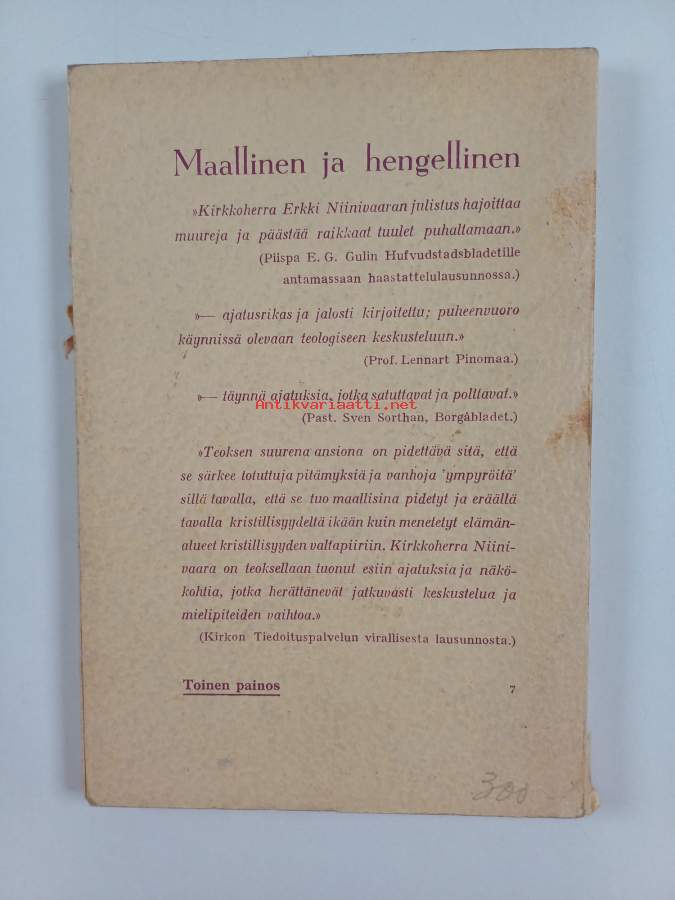 Maallinen ja hengellinen
»Kirkkoherra Erkki Niinivaaran julistus hajoittaa
muureja ja päästää raikkaat tuulet puhaltamaan.»
(Piispa E. G. Gulin Hufvudstadsbladetille
antamassaan haastattelulausunnossa.)
»— ajatusrikas ja jalosti kirjoitettu; puheenvuoro
käynnissä olevaan teologiseen keskusteluun.»
(Prof. Lennart Pinomaa.)
»— täynnä ajatuksia, jotka satuttavat ja polttavat.»
Antikvariaatti.net
(Past. Sven Sorthan, Borgåbladet.)
»Teoksen suurena ansiona on pidettävä sitä, että
se särkee totuttuja pitämyksiä ja vanhoja 'ympyröitä'
sillä tavalla, että se tuo maallisina pidetyt ja eräällä
tavalla kristillisyydeltä ikään kuin menetetyt elämän-
alueet kristillisyyden valtapiiriin. Kirkkoherra Niini-
vaara on teoksellaan tuonut esiin ajatuksia ja näkö-
kohtia, jotka herättänevät jatkuvasti keskustelua ja
mielipiteiden vaihtoa.»
(Kirkon Tiedoituspalvelun virallisesta lausunnosta.)
Toinen painos 7
300